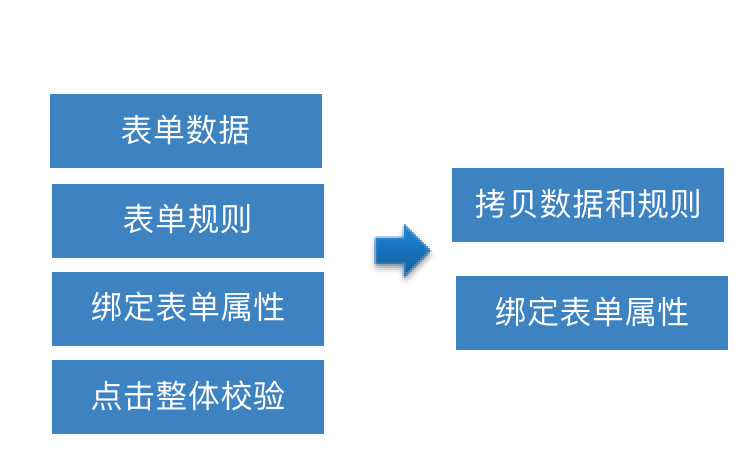 表单数据
表单规则
绑定表单属性
点击整体校验
拷贝数据和规则
绑定表单属性